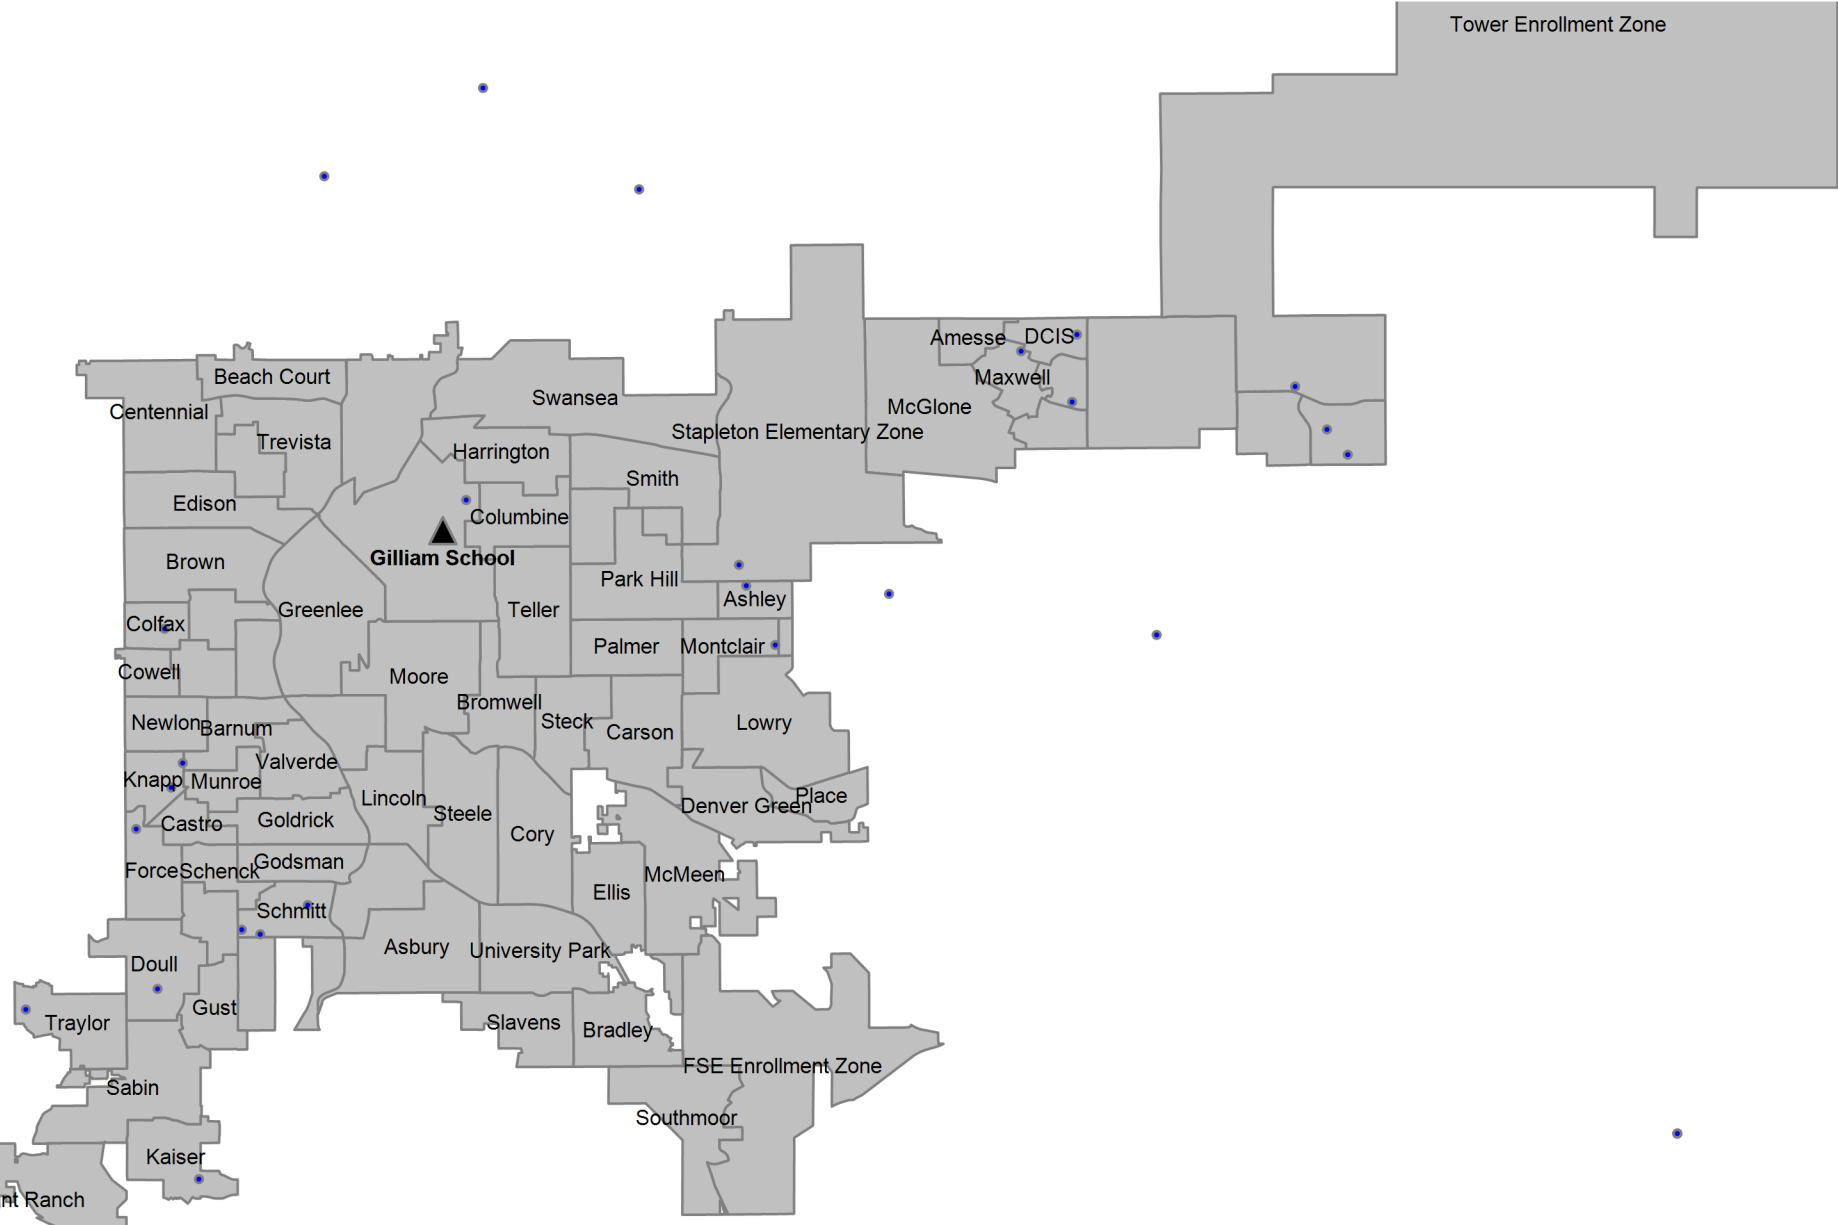 Tower Enrollment Zone
Amesse
DCIS
Beach Court
Maxwell
Swansea
McGlone
Centennial
Stapleton Elementary Zone
Trevista
Harrington
Smith
Edison
Columbine
Gilliam School
Brown
Park Hill
Ashley
Greenlee
Teller
Colfax
Palmer
Montclair
Cowell
Moore
Bromwell
Newlon
Barnum
Steck
Carson
Lowry
Valverde
Knapp
Munroe
Lincoln
Place
Denver Green
Steele
Castro
Goldrick
Cory
Godsman
Force
Schenck
McMeen
Ellis
Schmitt
Asbury
University Park
Doull
Gust
Traylor
Slavens
Bradley
FSE Enrollment Zone
Sabin
Southmoor
Kaiser
nt Ranch